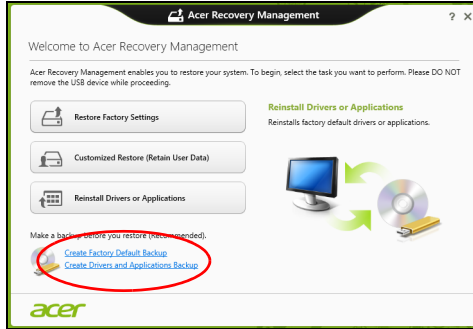 Acer Recovery Management
? X
Welcome to Acer Recovery Management
Acer Recovery Management enables you to restore your system. To begin, select the task you want to perform. Please DO NOT
remove the USB device while proceeding.
Restore Factory Settings
Customized Restore (Retain User Data)
Reinstall Drivers or Applications
Reinstall Drivers or Applications
Reinstalls factory default drivers or applications.
Make a backup before you restore (Recommended).
Create Factory Default Backup
Create Drivers and Applications Backup
acer